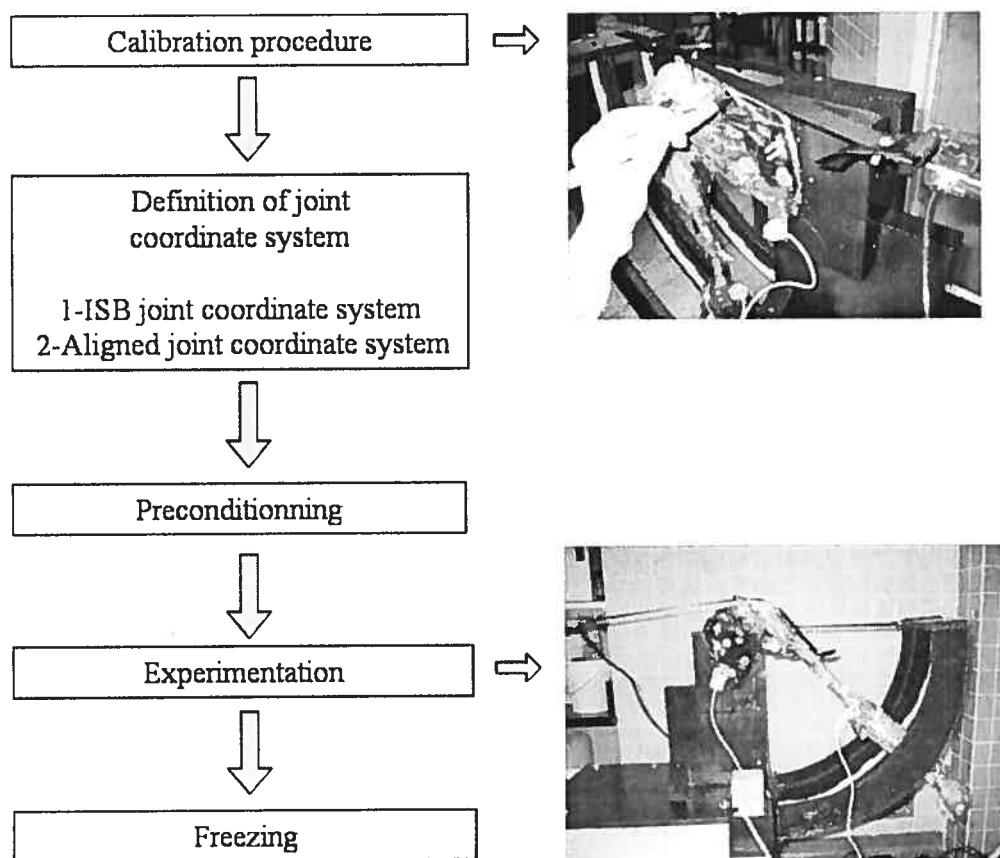 Calibration procedure
Definition of joint
coordinate system
1-ISB joint coordinate system
2-Aligned joint coordinate system
Preconditionning
Experimentation
Freezing